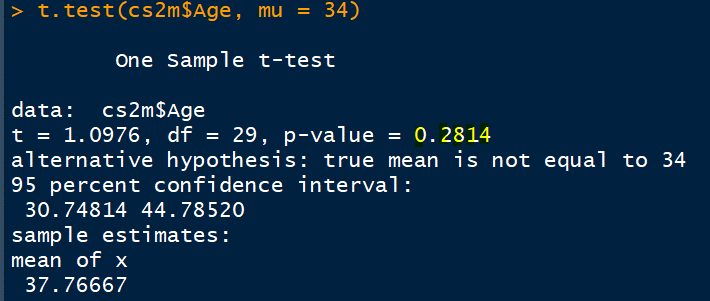 > t.test(cs2m$Age, mu = 34)
One Sample t-test
data: cs2m$Age
t = 1.0976, df = 29, p-value = 0.2814
alternative hypothesis: true mean is not equal to 34
95 percent confidence interval:
30.74814 44.78520
sample estimates:
mean of x
37.76667